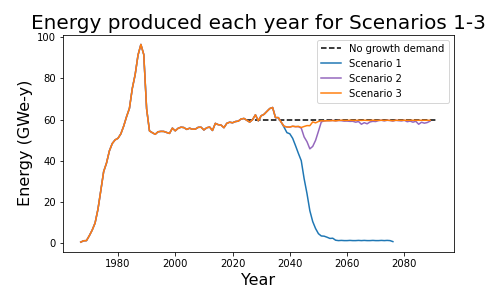 Energy produced each year for Scenarios 1-3
No growth demand
Scenario 1
Scenario 2
Scenario 3
Energy (GWe-y)
100
80
60
40
20
0
1980 2000 2020 2040 2060 2080
Year